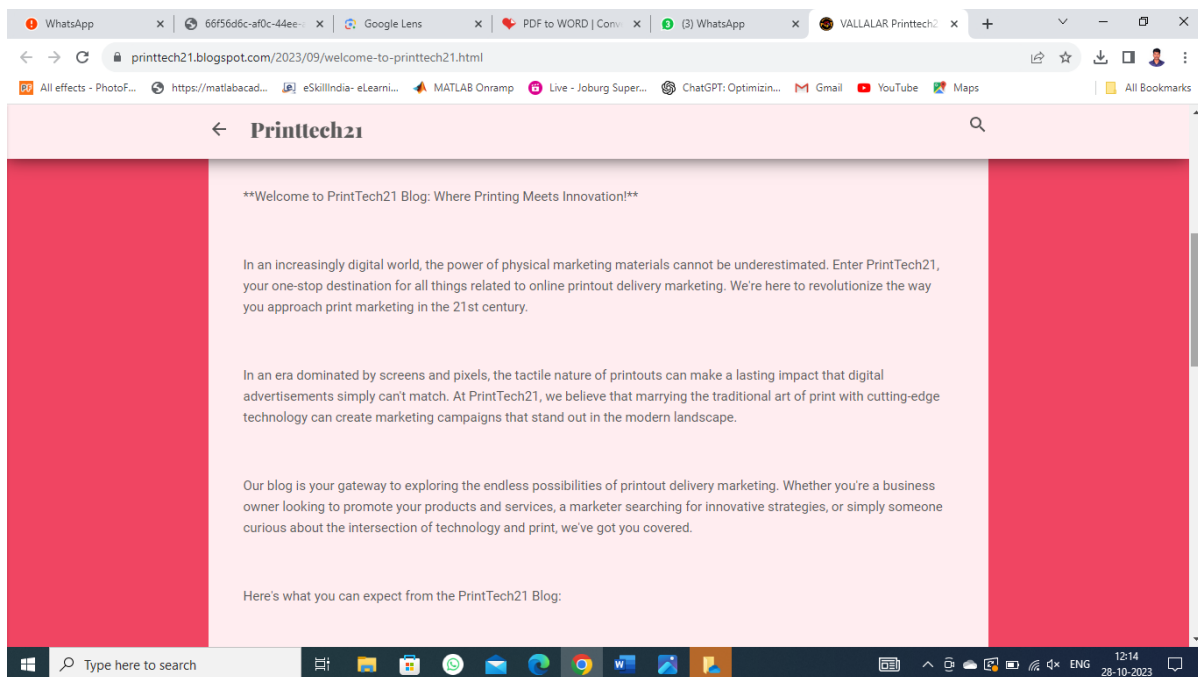 WhatsApp
66f56d6c-af0c-44ee-
Google Lens
PDF to WORD | Conv
(3) WhatsApp
VALLALAR Printtech2
printtech21.blogspot.com/2023/09/welcome-to-printtech21.html
All effects - PhotoF...
https://matlabacad...
eSkillIndia- eLearni...
MATLAB Onramp
Live - Joburg Super...
ChatGPT: Optimizin...
Gmail
YouTube
Maps
All Bookmarks
Printtech21
**Welcome to PrintTech21 Blog: Where Printing Meets Innovation!**
In an increasingly digital world, the power of physical marketing materials cannot be underestimated. Enter PrintTech21,
your one-stop destination for all things related to online printout delivery marketing. We're here to revolutionize the way
you approach print marketing in the 21st century.
In an era dominated by screens and pixels, the tactile nature of printouts can make a lasting impact that digital
advertisements simply can't match. At PrintTech21, we believe that marrying the traditional art of print with cutting-edge
technology can create marketing campaigns that stand out in the modern landscape.
Our blog is your gateway to exploring the endless possibilities of printout delivery marketing. Whether you're a business
owner looking to promote your products and services, a marketer searching for innovative strategies, or simply someone
curious about the intersection of technology and print, we've got you covered.
Here's what you can expect from the PrintTech21 Blog:
Type here to search
ENG
12:14
28-10-2023